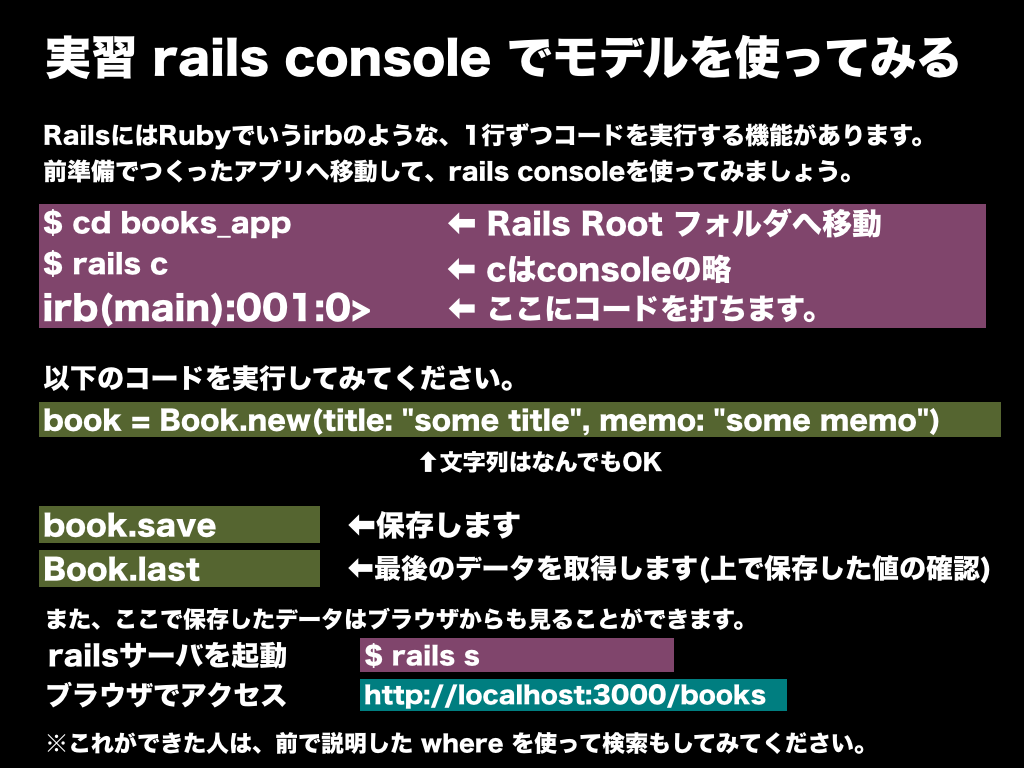 実習 rails console でモデルを使ってみる
RailsにはRubyでいうirbのような、1行ずつコードを実行する機能があります。
前準備でつくったアプリへ移動して、rails consoleを使ってみましょう。
$ cd books_app ⬅ Rails Root フォルダへ移動
$ rails c ⬅ cはconsoleの略
irb(main):001:0> ⬅ ここにコードを打ちます。
以下のコードを実行してみてください。
book = Book.new(title: "some title", memo: "some memo")
⬆文字列はなんでもOK
book.save ⬅保存します
Book.last ⬅最後のデータを取得します(上で保存した値の確認)
また、ここで保存したデータはブラウザからも見ることができます。
railsサーバを起動 $ rails s
ブラウザでアクセス http://localhost:3000/books
※これができた人は、前で説明した where を使って検索もしてみてください。